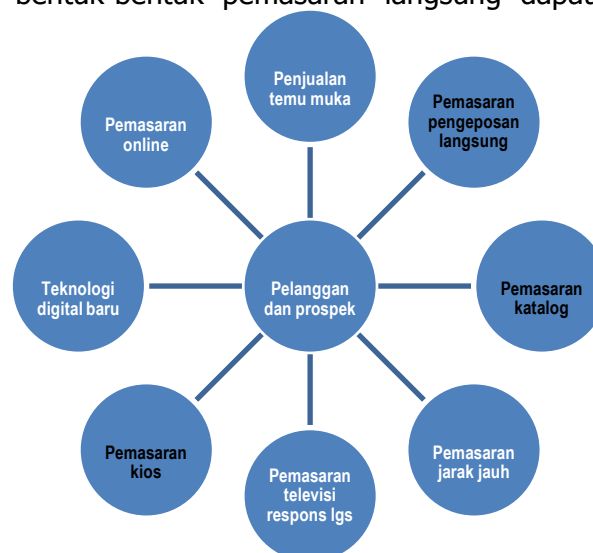 bentuk-bentuk pemasaran langsung dapat
Penjualan
temu muka
Pemasaran
pengeposan
langsung
Pemasaran
katalog
Pemasaran
jarak jauh
Pemasaran
televisi
respons lgs
Pemasaran
kios
Teknologi
digital baru
Pemasaran
online
Pelanggan
dan prospek